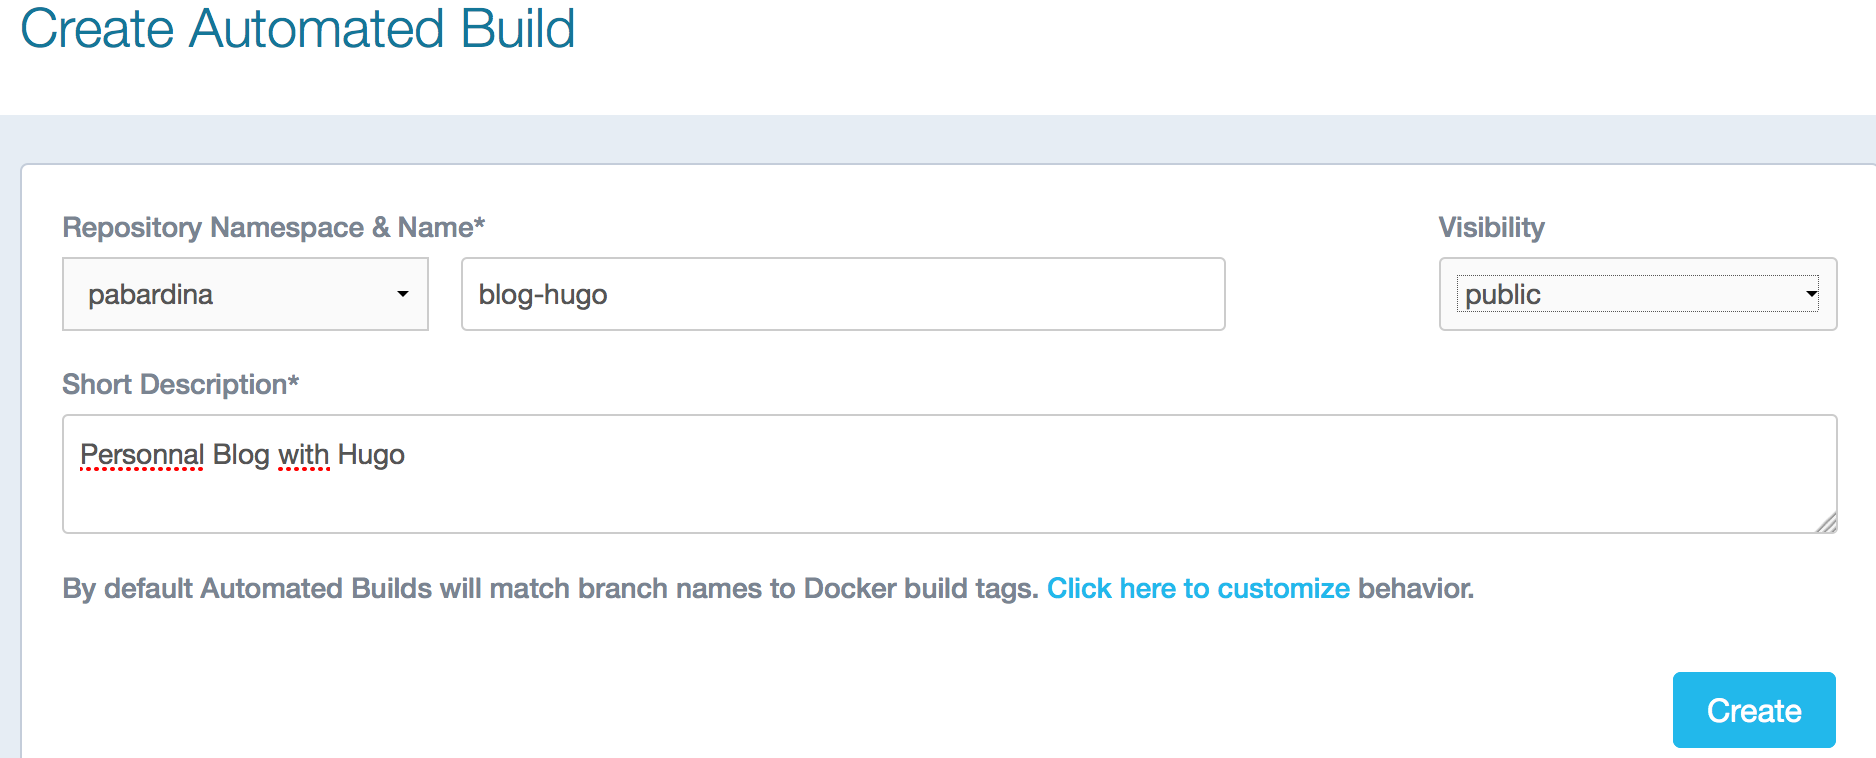 Create Automated Build
Repository Namespace & Name*
Visibility
pabardina
blog-hugo
public
Short Description*
Personnal Blog with Hugo
By default Automated Builds will match branch names to Docker build tags. Click here to customize behavior.
Create